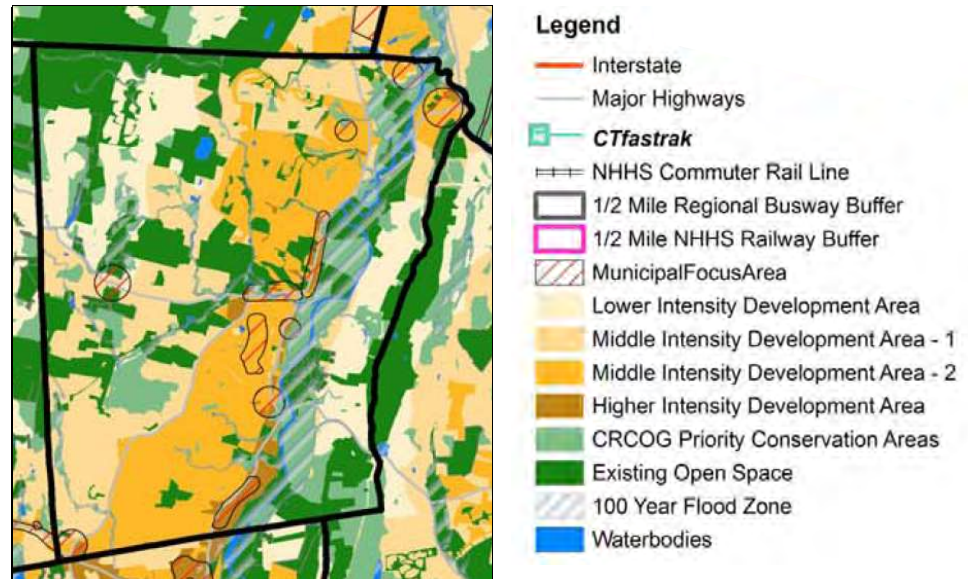 Legend
Interstate
Major Highways
CTfastrak
NHHS Commuter Rail Line
1/2 Mile Regional Busway Buffer
1/2 Mile NHHS Railway Buffer
MunicipalFocusArea
Lower Intensity Development Area
Middle Intensity Development Area - 1
Middle Intensity Development Area - 2
Higher Intensity Development Area
CRCOG Priority Conservation Areas
Existing Open Space
100 Year Flood Zone
Waterbodies